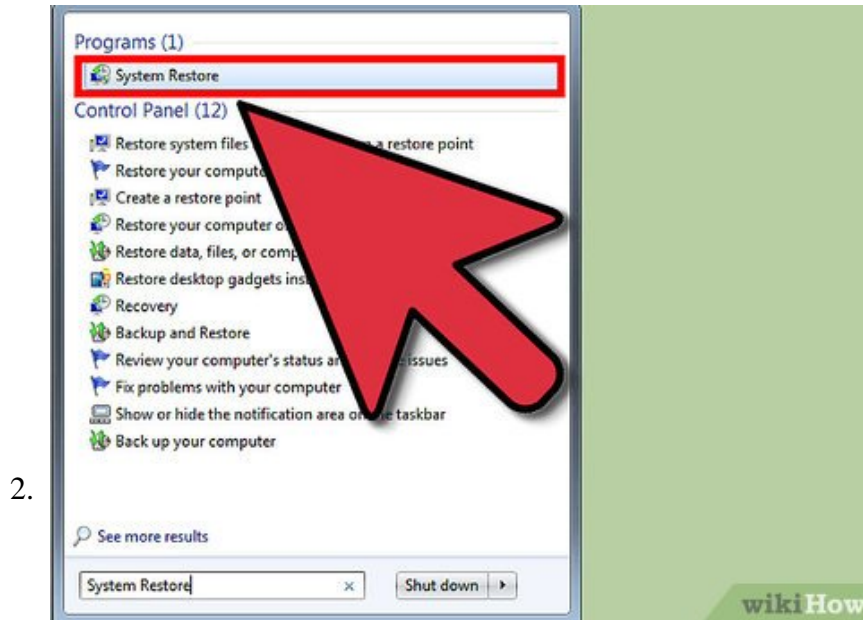 Programs (1)
System Restore
Control Panel (12)
Restore system files a restore point
Restore your compute
Create a restore point
Restore your computer o
Restore data, files, or comp
Restore desktop gadgets ins
Recovery
Backup and Restore
Review your computer's status an issues
Fix problems with your computer
Show or hide the notification area on taskbar
Back up your computer
2.
See more results
System Restore
Shut down
wikiHow